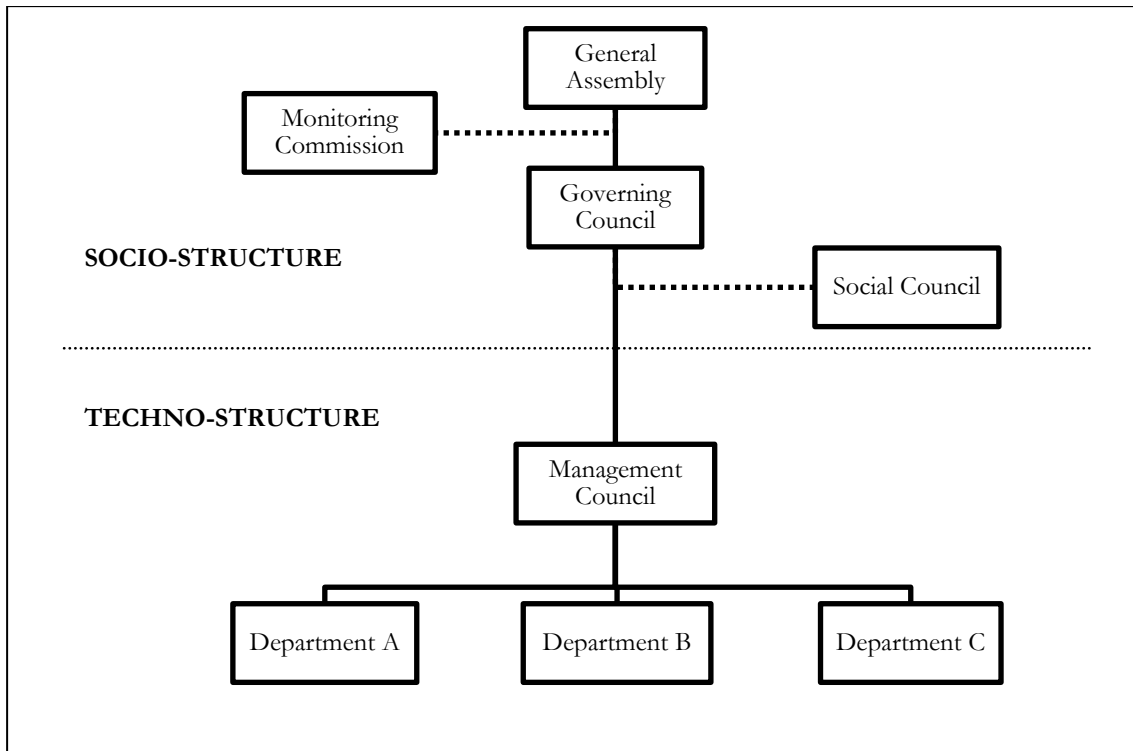 General
Assembly
Monitoring
Commission
Governing
Council
SOCIO-STRUCTURE
Social Council
TECHNO-STRUCTURE
Management
Council
Department A
Department B
Department C